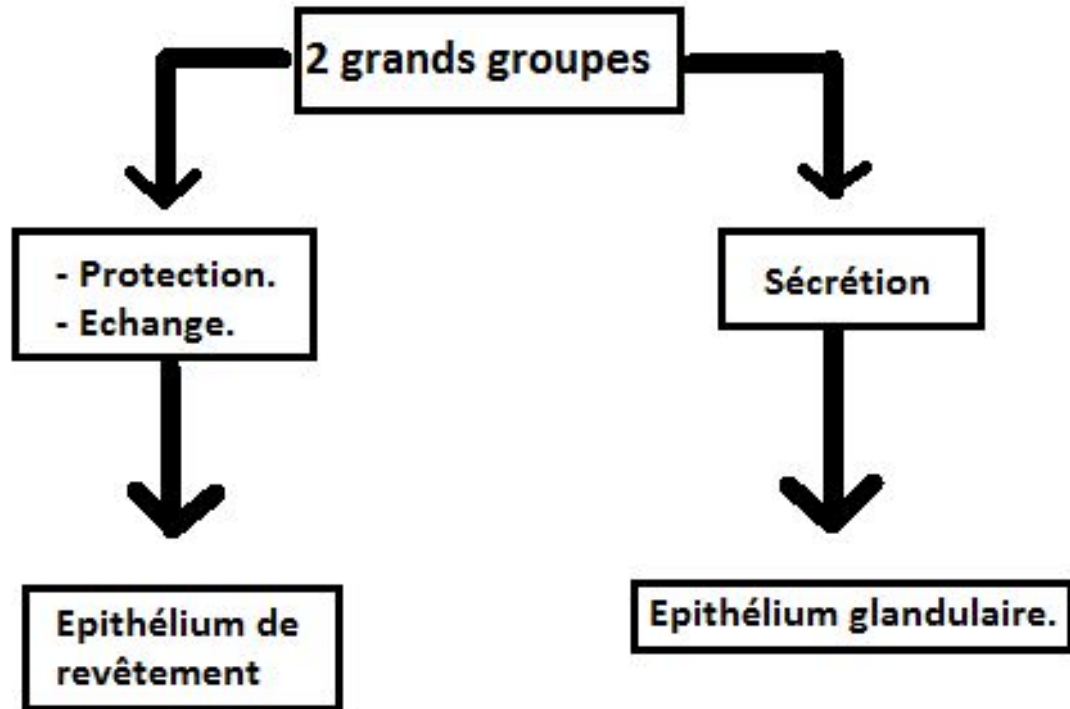 2 grands groupes
- Protection.
- Echange.
Sécrétion
Epithélium de
revêtement
Epithélium glandulaire.